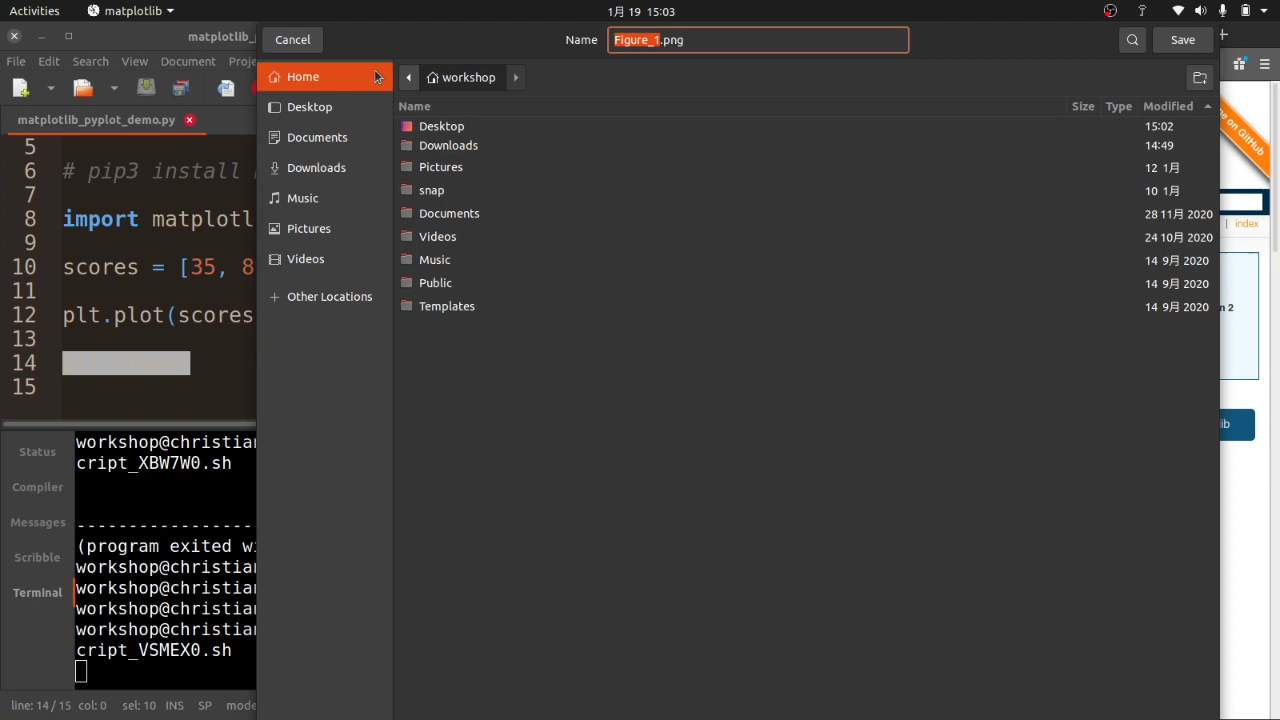 Activities
matplotlib
1月 19 15:03
matplotlib_
File Edit Search View Document Proje
matplotlib_pyplot_demo.py
5
6 # pip3 install
7
8 import matplotl
9
10 scores = [35, 8
11
12 plt.plot(scores
13
14
15
Status
Compiler
Messages
Scribble
Terminal
workshop@christian
cript_XBW7W0.sh
------------------
(program exited wi
workshop@christian
workshop@christian
workshop@christian
workshop@christian
cript_VSMEX0.sh
line: 14 / 15 col: 0 sel: 10 INS SP mode
Cancel
Name Figure_1.png
Save
Home
Desktop
Documents
Downloads
Music
Pictures
Videos
+ Other Locations
workshop
Name Size Type Modified
Desktop 15:02
Downloads 14:49
Pictures 12 1月
snap 10 1月
Documents 28 11月 2020
Videos 24 10月 2020
Music 14 9月 2020
Public 14 9月 2020
Templates 14 9月 2020
me on GitHub
| index
n 2
ib